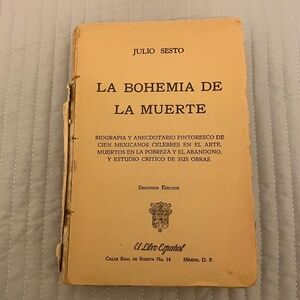 JULIO SESTO
LA BOHEMIA DE
LA MUERTE
BIOGRAFIA Y ANECDOTARIO PINTORESCO DE
CIEN MEXICANOS CELEBRES EN EL ARTE,
MUERTOS EN LA POBREZA Y EL ABANDONO,
Y ESTUDIO CRITICO DE SUS OBRAS.
SEGUNDA EDICION
El Libro Español
CALLE REAL DE ROMITA No. 14 MÉXICO, D. F.